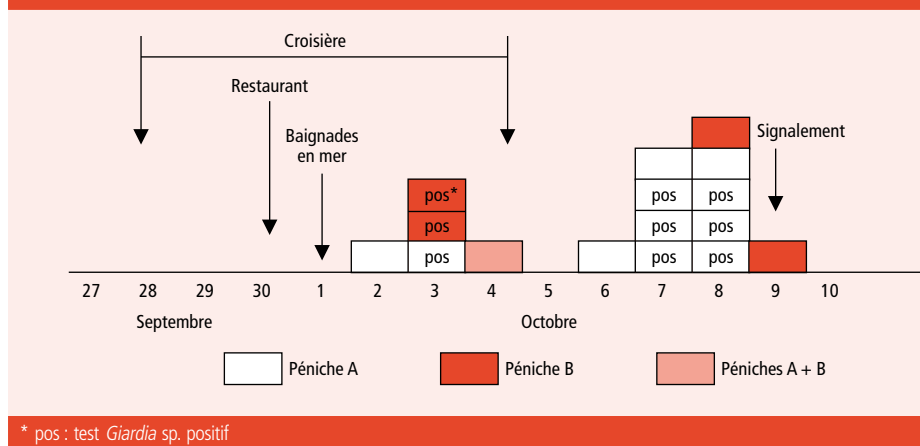 Croisière
Restaurant
Baignades
en mer
Signalement
pos*
pos
pos
pos
pos
pos
pos
pos
pos
27 28 29 30 1 2 3 4 5 6 7 8 9 10
Septembre Octobre
Péniche A Péniche B Péniches A + B
* pos : test Giardia sp. positif